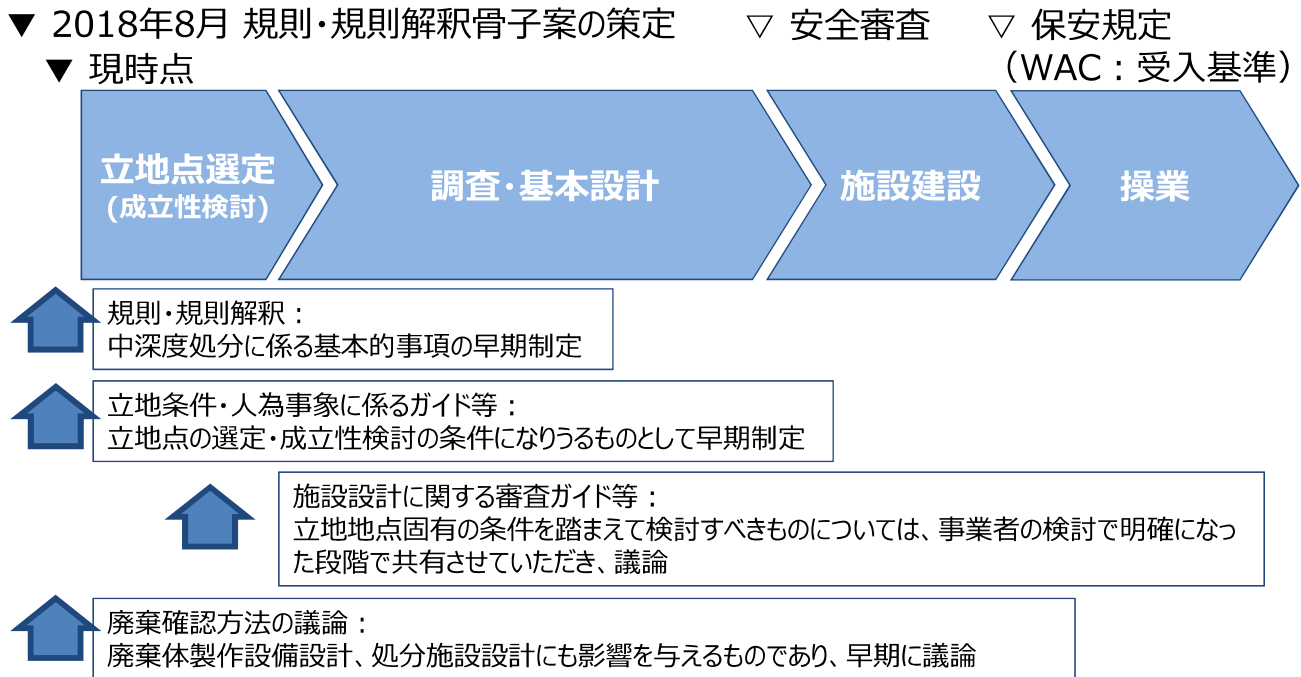 ▼ 2018年8月 規則・規則解釈骨子案の策定 ▽ 安全審査 ▽ 保安規定
▼ 現時点 （WAC：受入基準）
立地点選定
(成立性検討)
調査・基本設計
施設建設
操業
規則・規則解釈：
中深度処分に係る基本的事項の早期制定
立地条件・人為事象に係るガイド等：
立地点の選定・成立性検討の条件になりうるものとして早期制定
施設設計に関する審査ガイド等：
立地地点固有の条件を踏まえて検討すべきものについては、事業者の検討で明確になっ
た段階で共有させていただき、議論
廃棄確認方法の議論：
廃棄体製作設備設計、処分施設設計にも影響を与えるものであり、早期に議論